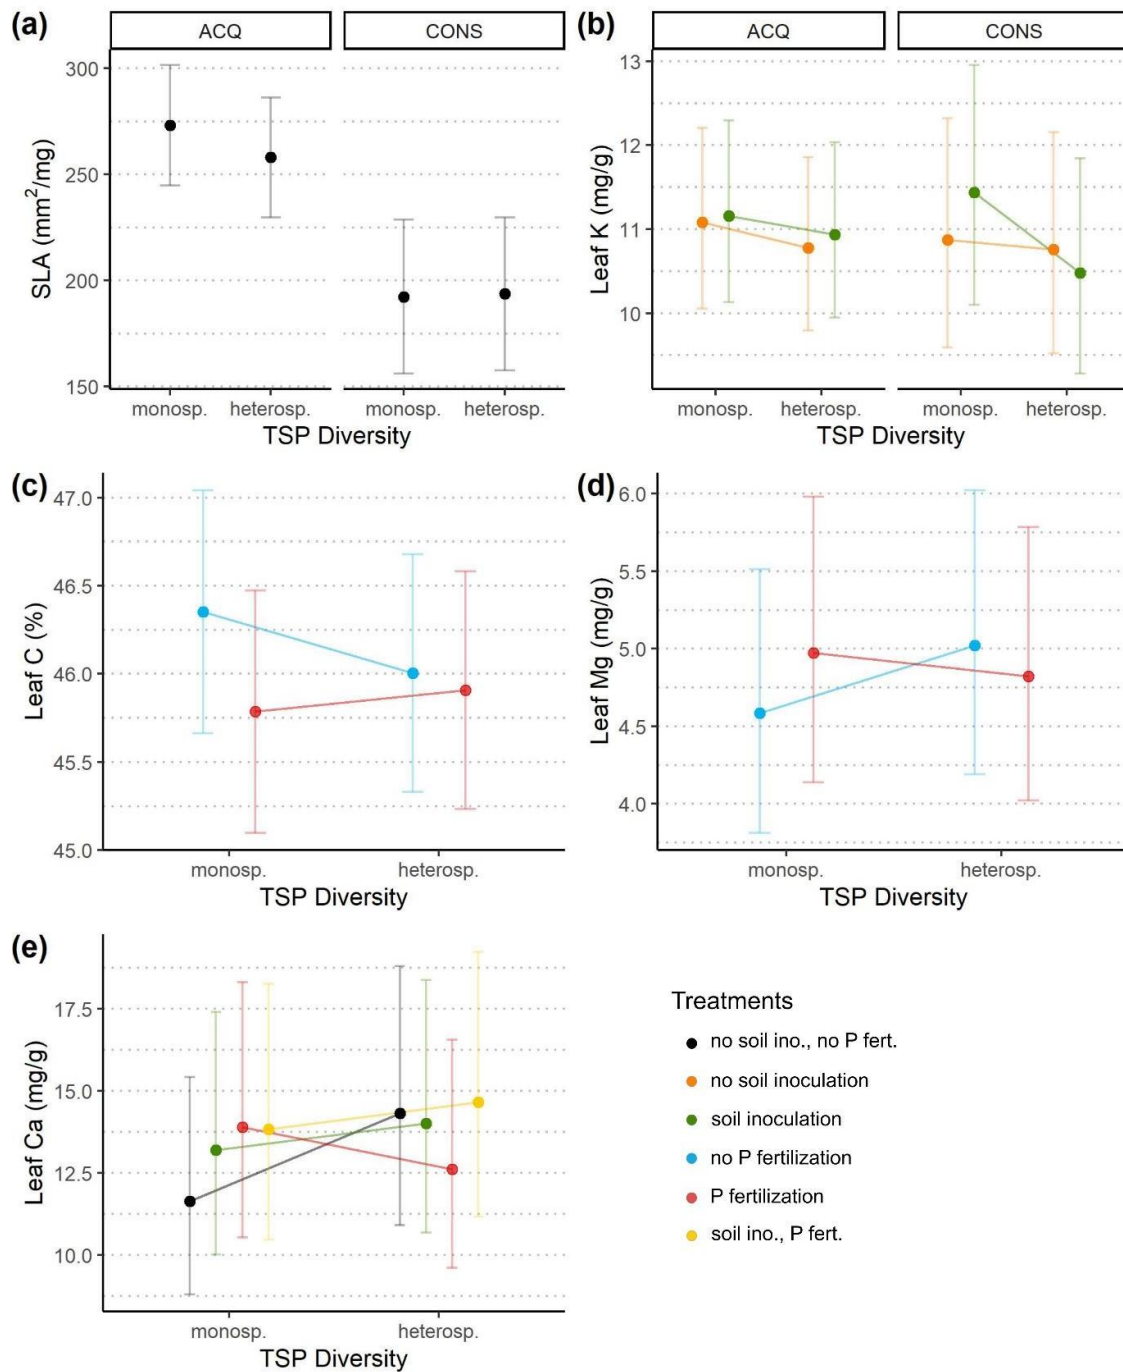 (a)
ACQ CONS
SLA (mm²/mg)
300
250
200
150
monosp. heterosp. monosp. heterosp.
TSP Diversity
(b)
ACQ CONS
Leaf K (mg/g)
13
12
11
10
monosp. heterosp. monosp. heterosp.
TSP Diversity
(c)
Leaf C (%)
47.0
46.5
46.0
45.5
45.0
monosp. heterosp.
TSP Diversity
(d)
Leaf Mg (mg/g)
6.0
5.5
5.0
4.5
4.0
monosp. heterosp.
TSP Diversity
(e)
Leaf Ca (mg/g)
17.5
15.0
12.5
10.0
monosp. heterosp.
TSP Diversity
Treatments
no soil ino., no P fert.
no soil inoculation
soil inoculation
no P fertilization
P fertilization
soil ino., P fert.